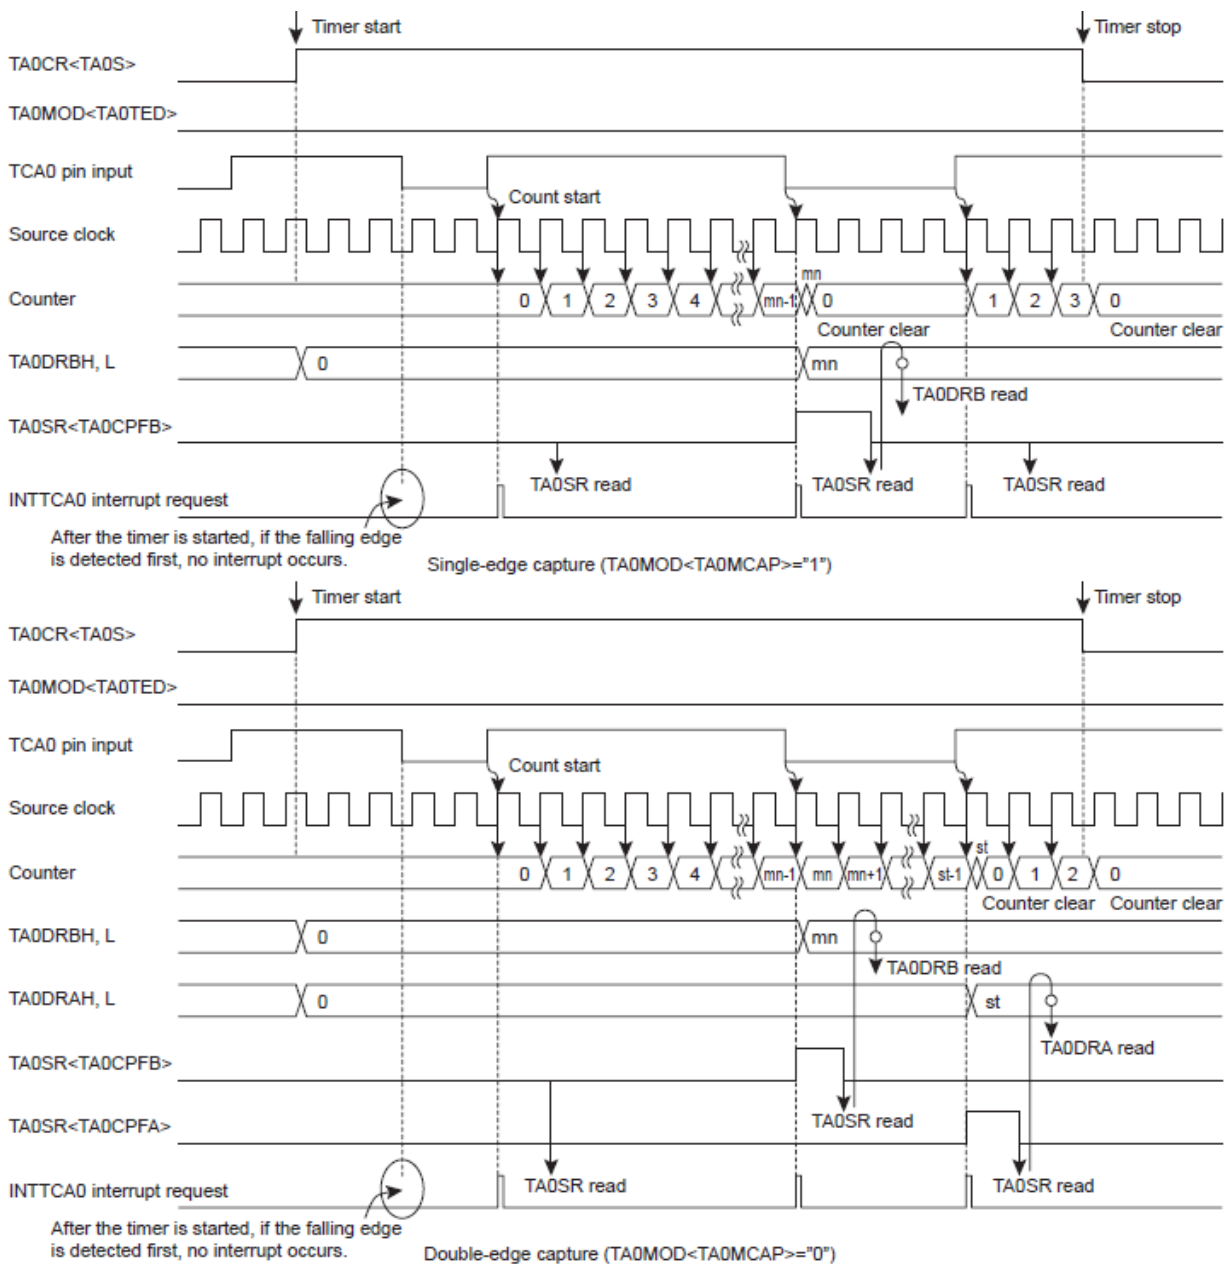 Timer start
Timer stop
TA0CR<TA0S>
TA0MOD<TA0TED>
TCA0 pin input
Count start
Source clock
mn
Counter
0 1 2 3 4 mn-1 0 1 2 3 0
Counter clear
Counter clear
TA0DRBH, L
0
mn
TA0DRB read
TA0SR<TA0CPFB>
TA0SR read
TA0SR read
TA0SR read
INTTCA0 interrupt request
After the timer is started, if the falling edge
is detected first, no interrupt occurs.
Single-edge capture (TA0MOD<TA0MCAP>="1")
Timer start
Timer stop
TA0CR<TA0S>
TA0MOD<TA0TED>
TCA0 pin input
Count start
Source clock
st
Counter
0 1 2 3 4 mn-1 mn mn+1 st-1 0 1 2 0
Counter clear
Counter clear
TA0DRBH, L
0
mn
TA0DRB read
TA0DRAH, L
0
st
TA0DRA read
TA0SR<TA0CPFB>
TA0SR read
TA0SR<TA0CPFA>
TA0SR read
TA0SR read
INTTCA0 interrupt request
After the timer is started, if the falling edge
is detected first, no interrupt occurs.
Double-edge capture (TA0MOD<TA0MCAP>="0")